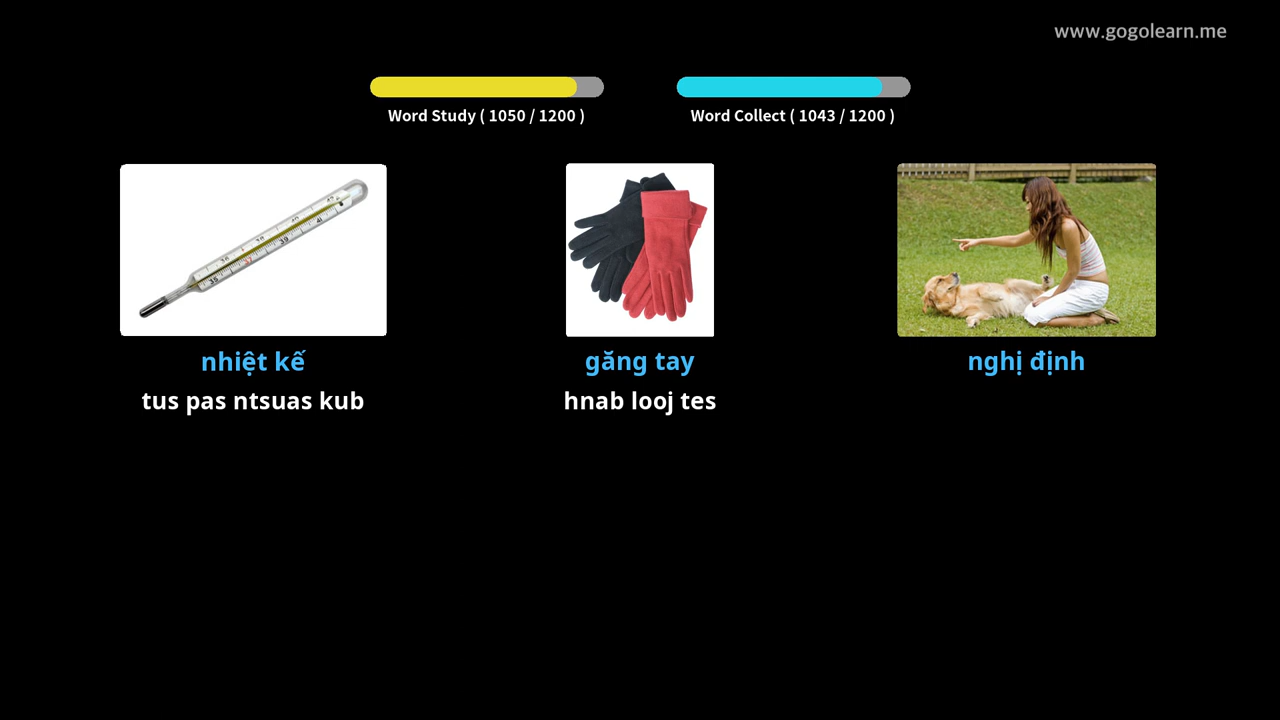 www.gogolearn.me
Word Study ( 1050 / 1200 )
Word Collect ( 1043 / 1200 )
nhiệt kế
găng tay
nghị định
tus pas ntsuas kub
hnab looj tes